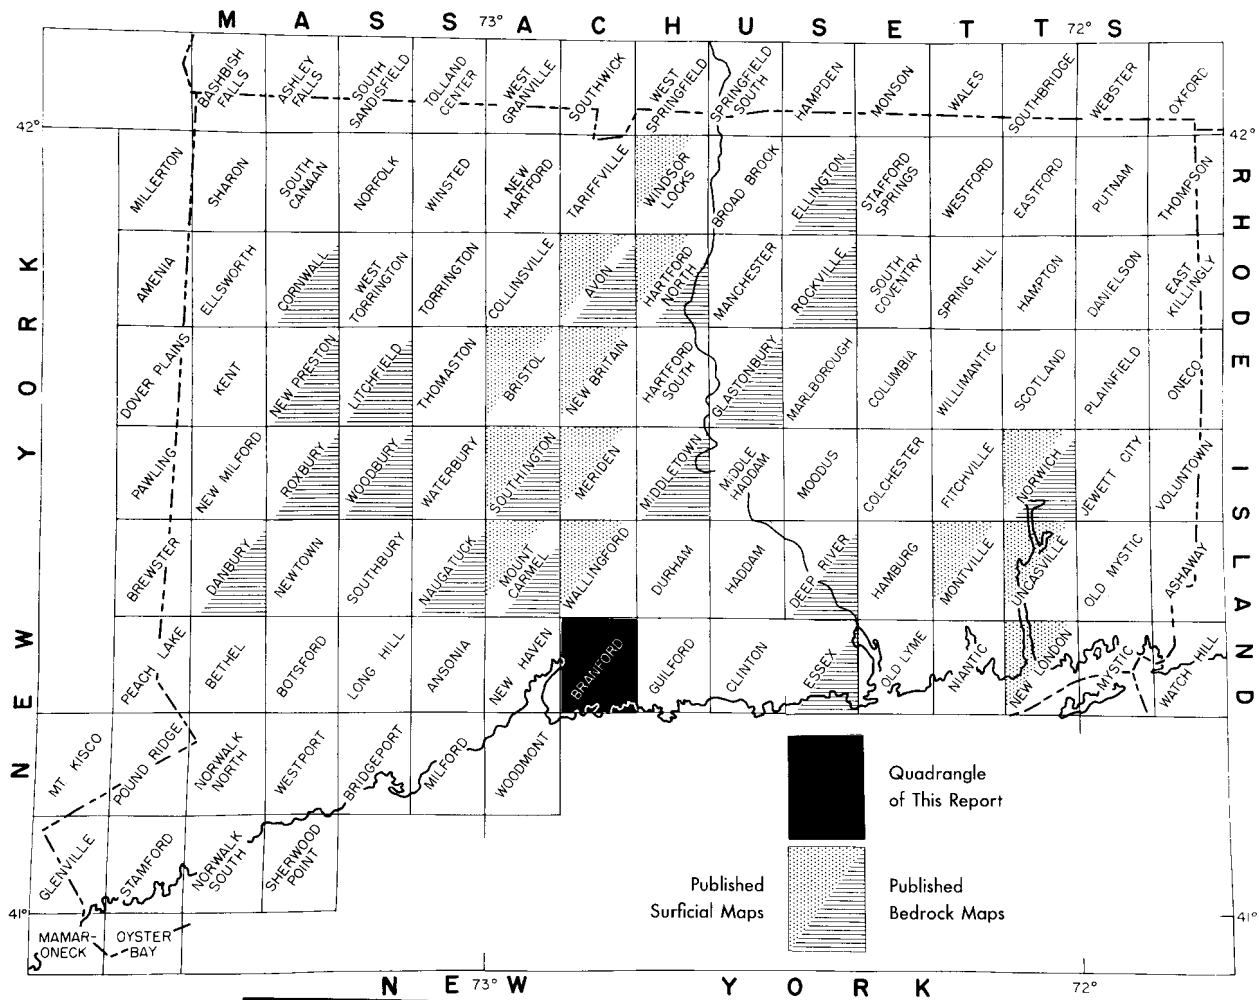 M A S S A C H U S E T T S
73° 72°
BASHBISH FALLS
ASHLEY FALLS
SOUTH SANDISFIELD
TOLLAND CENTER
WEST GRANVILLE
SOUTHWICK
WEST SPRINGFIELD
SPRINGFIELD SOUTH
HAMPDEN
MONSON
WALES
SOUTHBRIDGE
WEBSTER
OXFORD
42° 42°
MILLERTON
SHARON
SOUTH CANAAN
NORFOLK
WINSTED
NEW HARTFORD
TARIFFVILLE
WINDSOR LOCKS
BROAD BROOK
ELLINGTON
STAFFORD SPRINGS
WESTFORD
EASTFORD
PUTNAM
THOMPSON
AMENIA
ELLSWORTH
CORNWALL
WEST TORRINGTON
TORRINGTON
COLLINSVILLE
AVON
HARTFORD NORTH
MANCHESTER
ROCKVILLE
SOUTH COVENTRY
SPRING HILL
HAMPTON
DANIELSON
EAST KILLINGLY
DOVER PLAINS
KENT
NEW PRESTON
LITCHFIELD
THOMASTON
BRISTOL
NEW BRITAIN
HARTFORD SOUTH
GLASTONBURY
MARLBOROUGH
COLUMBIA
WILLIMANTIC
SCOTLAND
PLAINFIELD
ONECO
PAWLING
NEW MILFORD
ROXBURY
WOODBURY
WATERBURY
SOUTHINGTON
MERIDEN
MIDDLETOWN
MIDDLE HADDAM
MOODUS
COLCHESTER
FITCHVILLE
NORWICH
JEWETT CITY
VOLUNTOWN
BREWSTER
DANBURY
NEWTOWN
SOUTHBURY
NAUGATUCK
MOUNT CARMEL
WALLINGFORD
DURHAM
HADDAM
DEEP RIVER
HAMBURG
MONTVILLE
UNCASVILLE
OLD MYSTIC
ASHAWAY
PEACH LAKE
BETHEL
BOTSFORD
LONG HILL
ANSONIA
NEW HAVEN
BRANFORD
GUILFORD
CLINTON
ESSEX
OLD LYME
NIANTIC
NEW LONDON
MYSTIC
WATCH HILL
MT KISCO
POUND RIDGE
NORWALK NORTH
WESTPORT
BRIDGEPORT
MILFORD
WOODMONT
GLENVILLE
STAMFORD
NORWALK SOUTH
SHERWOOD POINT
41° 41°
MAMAR-
ONECK
OYSTER
BAY
NEW YORK
RHODE ISLAND
Quadrangle
of This Report
Published
Surficial Maps
Published
Bedrock Maps
73° 72°
N E W Y O R K